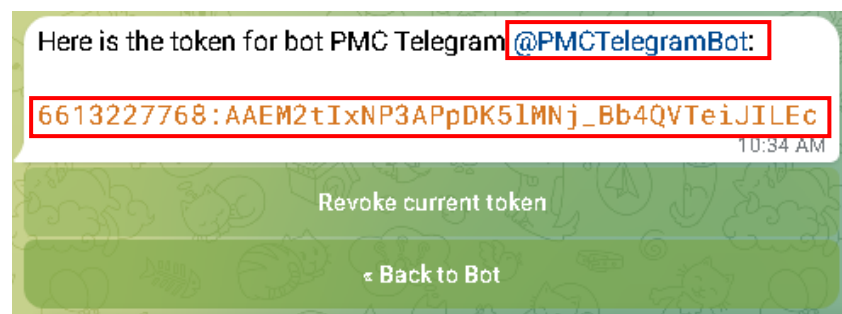 Here is the token for bot PMC Telegram @PMCTelegramBot:
6613227768:AAEM2tIxNP3APpDK5lMNj_Bb4QVTeiJILEc
10:34 AM
Revoke current token
« Back to Bot